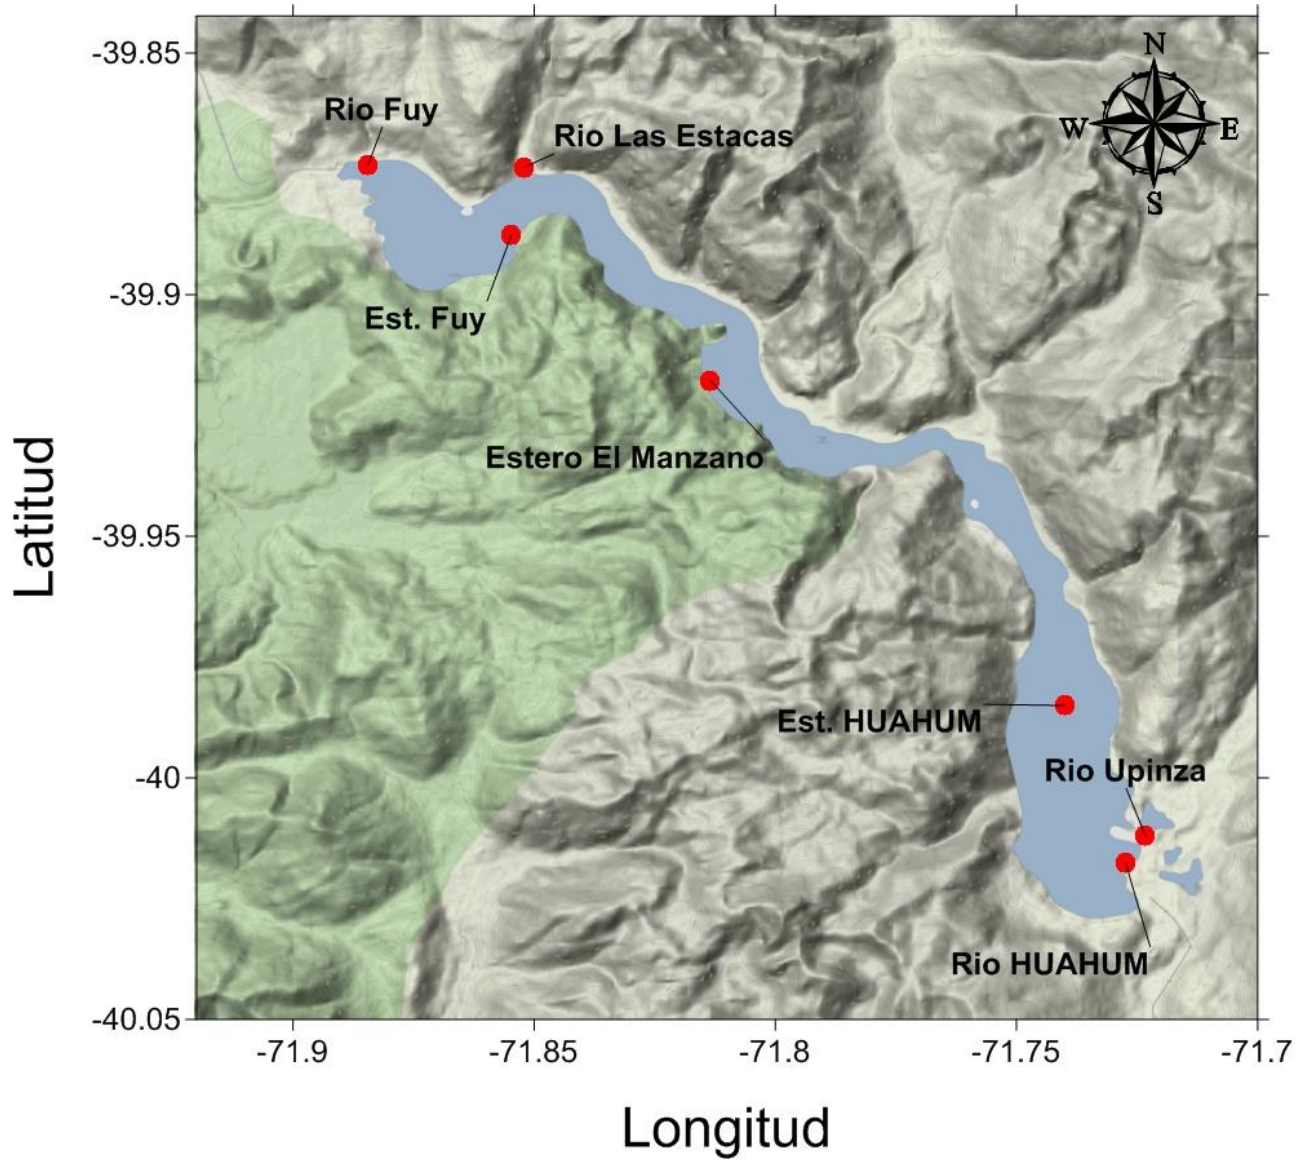 -39.85
N
Rio Fuy
W
E
Rio Las Estacas
S
-39.9
Est. Fuy
Estero El Manzano
Latitud
-39.95
Est. HUAHUM
Rio Upinza
-40
Rio HUAHUM
-40.05
-71.9
-71.85
-71.8
-71.75
-71.7
Longitud